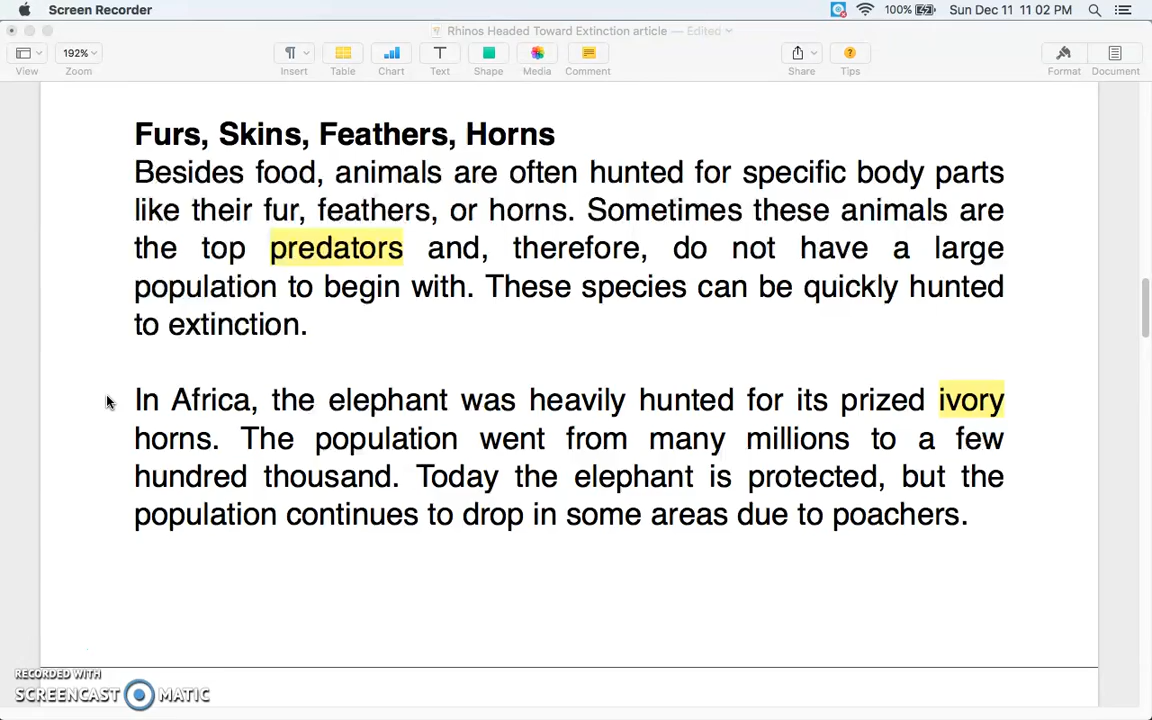 Screen Recorder
100%
Sun Dec 11 11:02 PM
Rhinos Headed Toward Extinction article — Edited
192%
View
Zoom
Insert
Table
Chart
Text
Shape
Media
Comment
Share
Tips
Format
Document
Furs, Skins, Feathers, Horns
Besides food, animals are often hunted for specific body parts
like their fur, feathers, or horns. Sometimes these animals are
the top predators and, therefore, do not have a large
population to begin with. These species can be quickly hunted
to extinction.
In Africa, the elephant was heavily hunted for its prized ivory
horns. The population went from many millions to a few
hundred thousand. Today the elephant is protected, but the
population continues to drop in some areas due to poachers.
RECORDED WITH
SCREENCAST MATIC